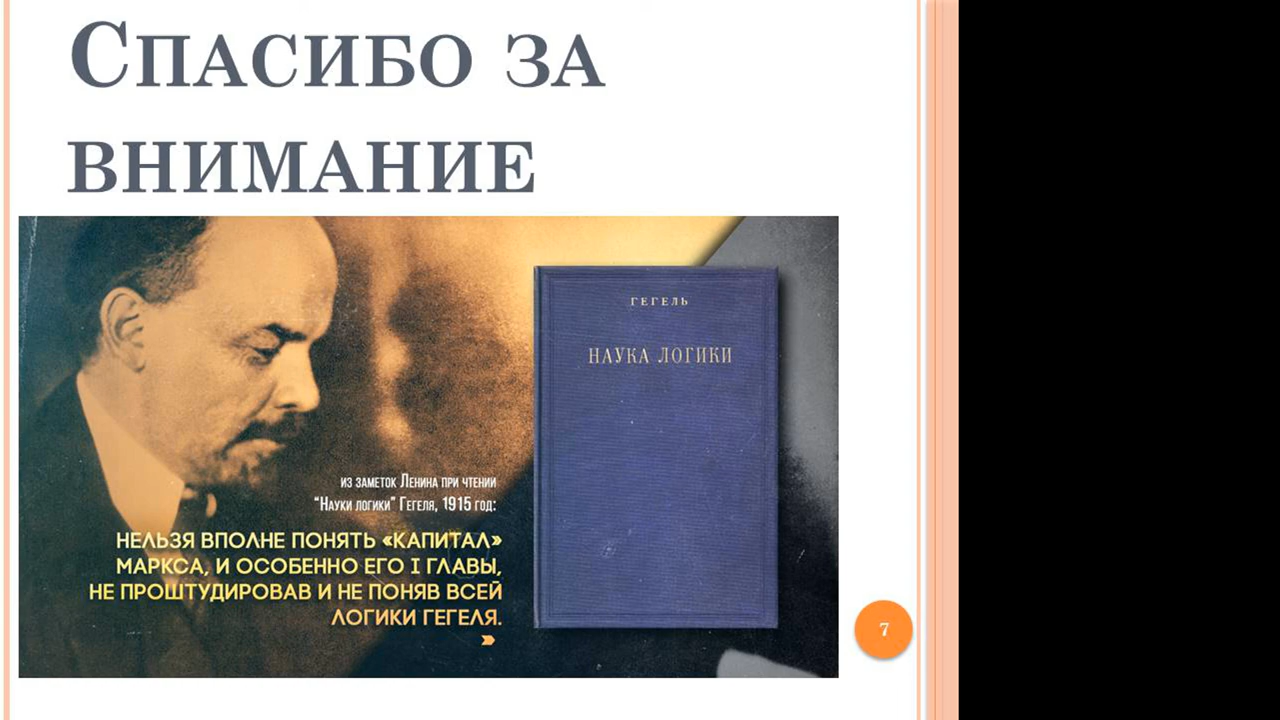 Спасибо за
внимание
ГЕГЕЛЬ
НАУКА ЛОГИКИ
из заметок Ленина при чтении
“Науки логики” Гегеля, 1915 год:
НЕЛЬЗЯ ВПОЛНЕ ПОНЯТЬ «КАПИТАЛ»
МАРКСА, И ОСОБЕННО ЕГО I ГЛАВЫ,
НЕ ПРОШТУДИРОВАВ И НЕ ПОНЯВ ВСЕЙ
ЛОГИКИ ГЕГЕЛЯ.
»
7